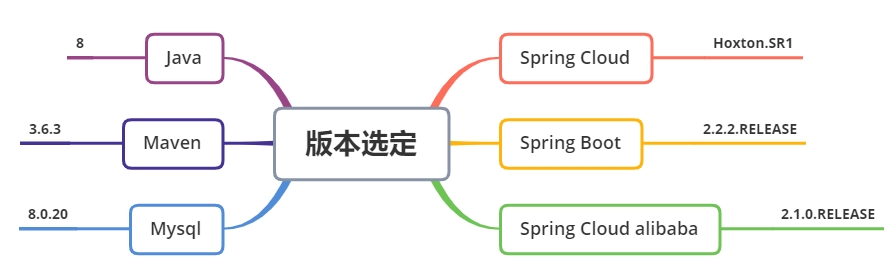 版本选定
Java
8
Maven
3.6.3
Mysql
8.0.20
Spring Cloud
Hoxton.SR1
Spring Boot
2.2.2.RELEASE
Spring Cloud alibaba
2.1.0.RELEASE